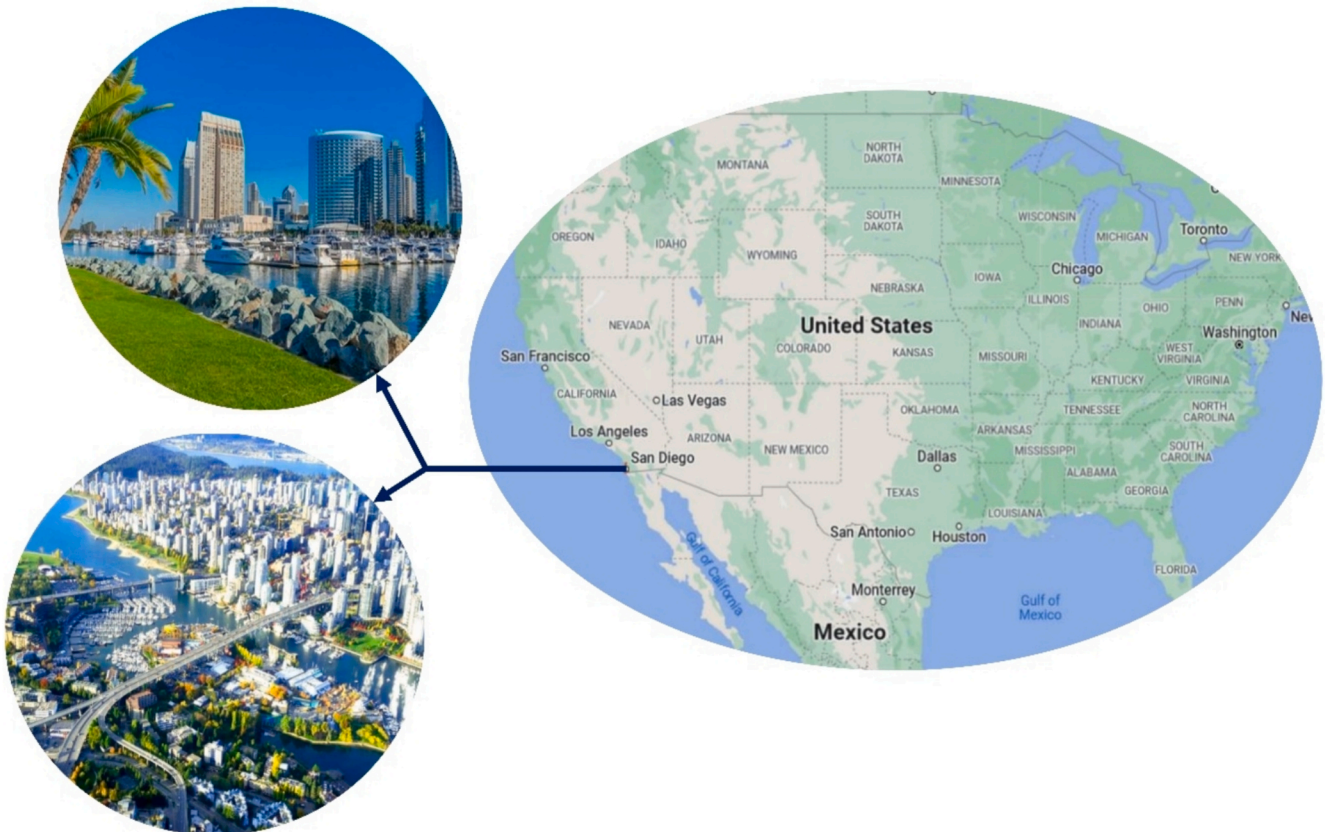 NORTH
DAKOTA
MONTANA
MINNESOTA
SOUTH
DAKOTA
WISCONSIN
OREGON
IDAHO
MICHIGAN
Toronto
WYOMING
NEW YORK
Chicago
IOWA
NEBRASKA
ILLINOIS
OHIO
PENN
NEVADA
United States
INDIANA
New
UTAH
COLORADO
Washington
San Francisco
KANSAS
MISSOURI
WEST
VIRGINIA
KENTUCKY
VIRGINIA
CALIFORNIA
Las Vegas
OKLAHOMA
TENNESSEE
NORTH
CAROLINA
Los Angeles
ARIZONA
ARKANSAS
NEW MEXICO
MISSISSIPPI
SOUTH
CAROLINA
San Diego
Dallas
ALABAMA
TEXAS
GEORGIA
LOUISIANA
San Antonio
Houston
Gulf of California
FLORIDA
Monterrey
Gulf of
Mexico
Mexico